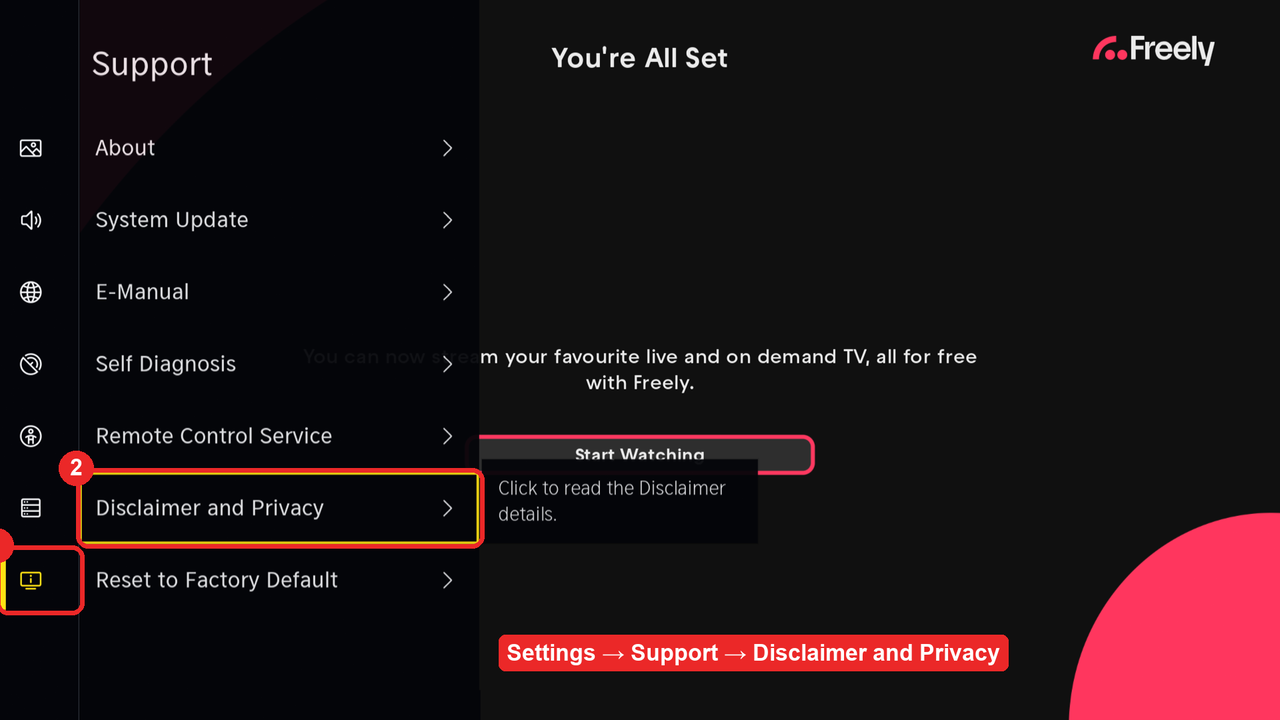 Support
You're All Set
Freely
About
System Update
E-Manual
You can now stream your favourite live and on demand TV, all for free
with Freely.
Self Diagnosis
Remote Control Service
Start Watching
2
Disclaimer and Privacy
Click to read the Disclaimer
details.
Reset to Factory Default
Settings → Support → Disclaimer and Privacy